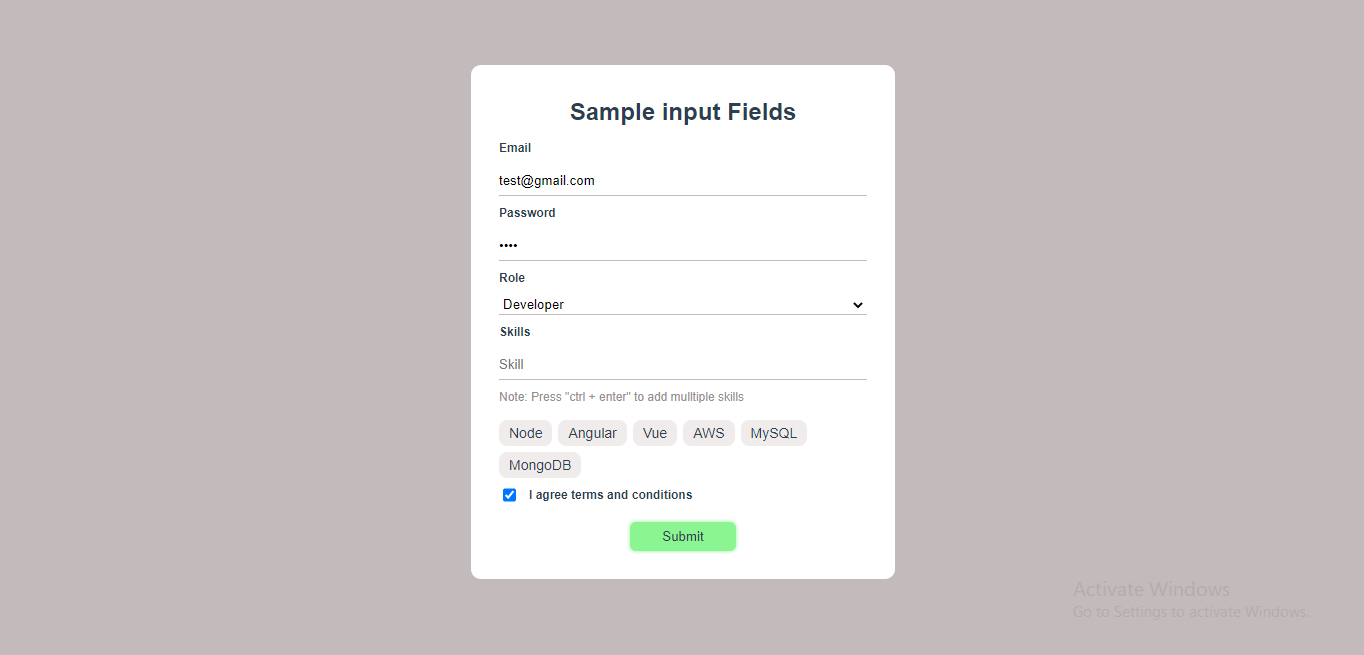 Sample input Fields
Email
test@gmail.com
Password
••••
Role
Developer
Skills
Skill
Note: Press "ctrl + enter" to add mulltiple skills
Node Angular Vue AWS MySQL
MongoDB
I agree terms and conditions
Submit
Activate Windows
Go to Settings to activate Windows.